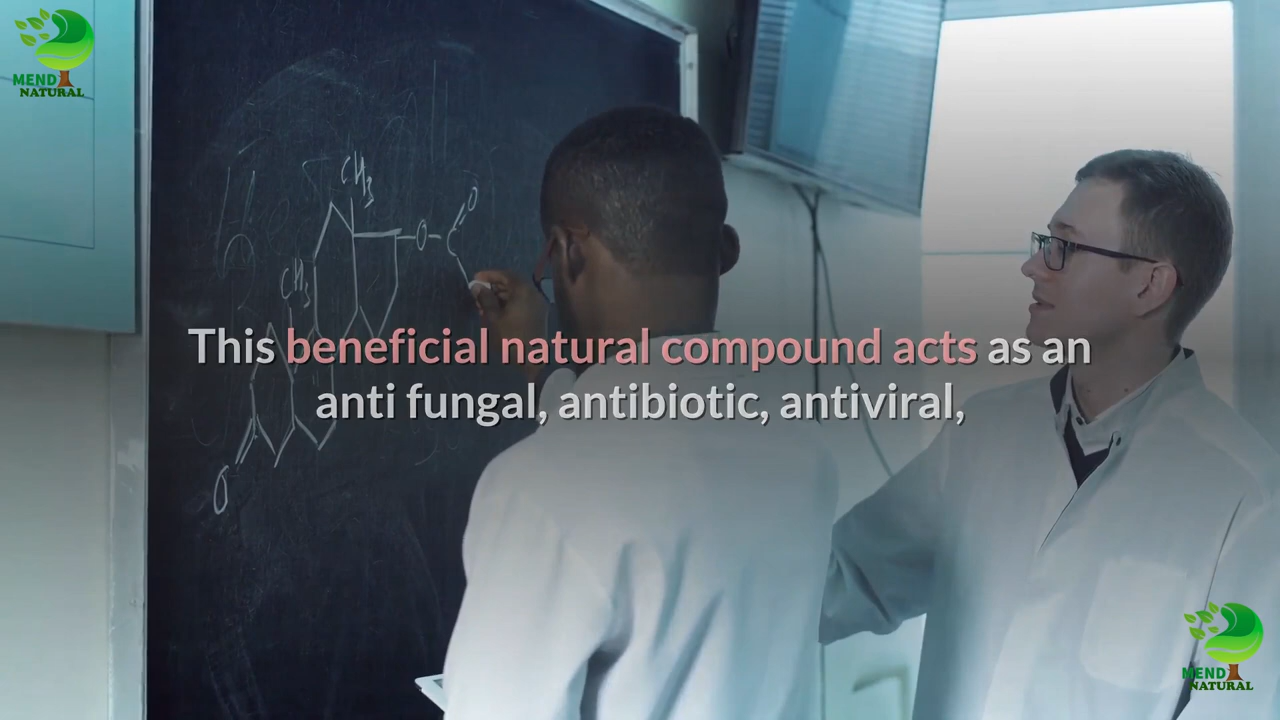 MEND
NATURAL
CH3
O
O
CH3
This beneficial natural compound acts as an
anti fungal, antibiotic, antiviral,
O
MEND
NATURAL